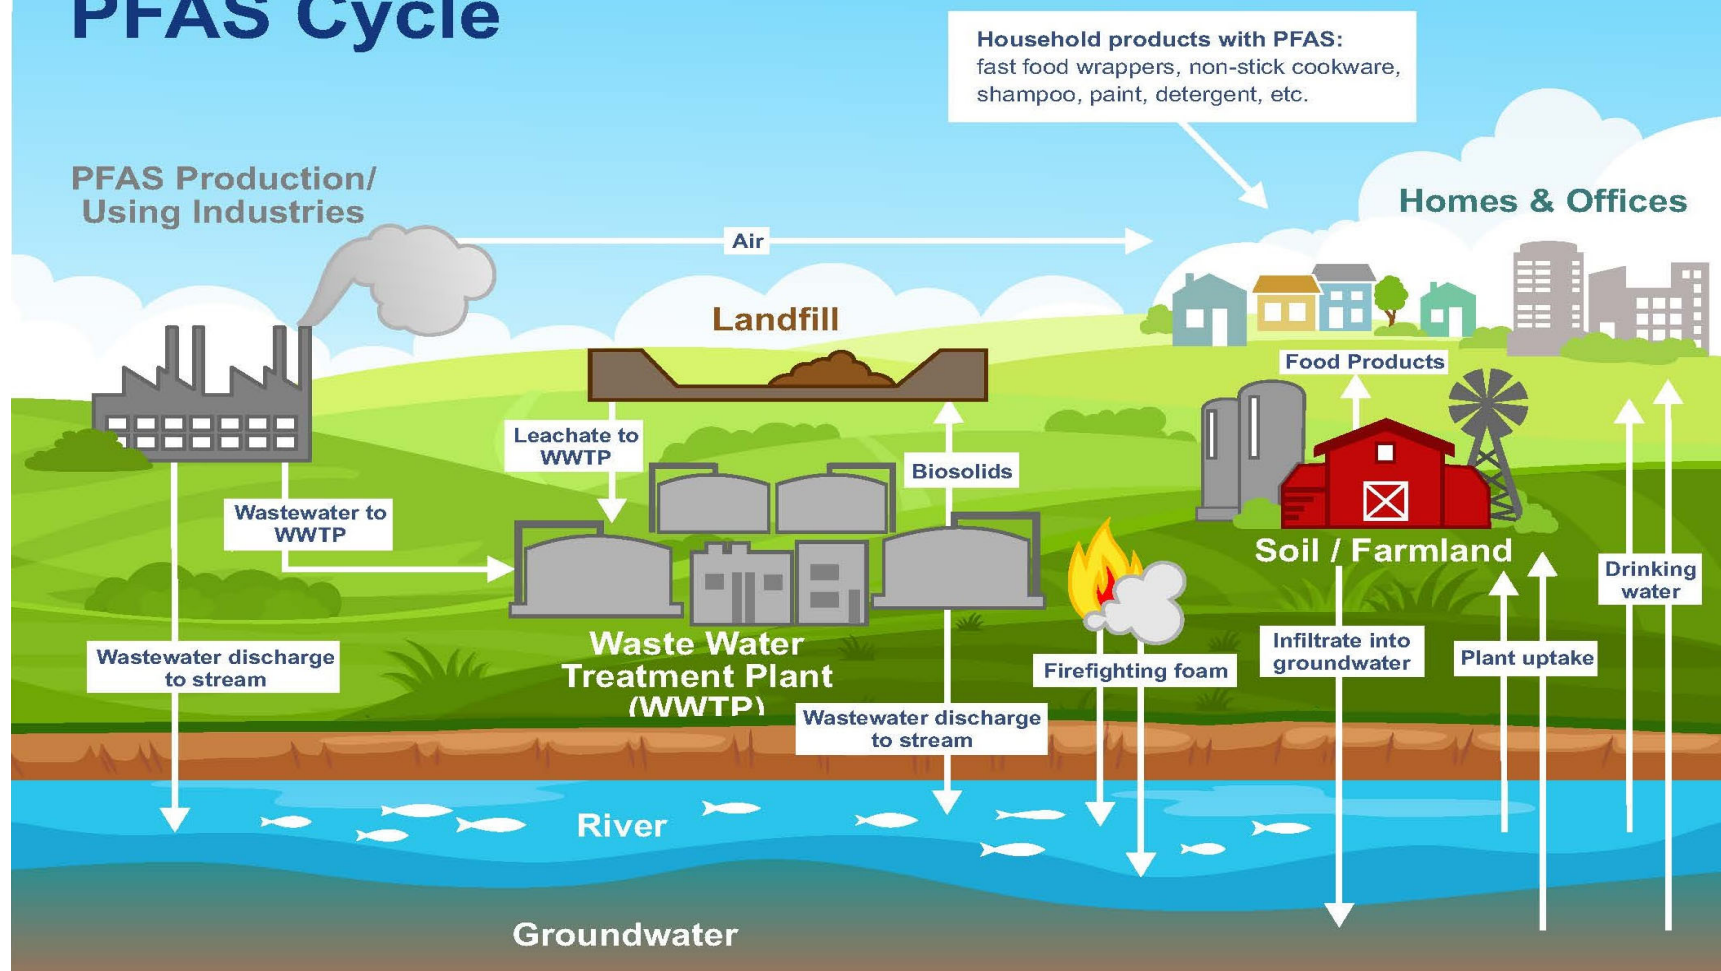 PFAS Cycle
Household products with PFAS:
fast food wrappers, non-stick cookware,
shampoo, paint, detergent, etc.
PFAS Production/
Using Industries
Homes & Offices
Air
Landfill
Food Products
Leachate to
WWTP
Biosolids
Wastewater to
WWTP
Soil / Farmland
Drinking
water
Waste Water
Treatment Plant
(WWTP)
Wastewater discharge
to stream
Firefighting foam
Infiltrate into
groundwater
Plant uptake
Wastewater discharge
to stream
River
Groundwater